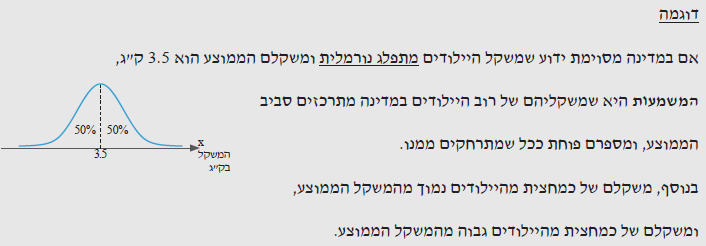 דוגמה
אם במדינה מסוימת ידוע שמשקל היילודים מתפלג נורמלית ומשקלם הממוצע הוא 3.5 ק״ג,
המשמעות היא שמשקליהם של רוב היילודים במדינה מתרכזים סביב
הממוצע, ומספרם פוחת ככל שמתרחקים ממנו.
בנוסף, משקלם של כמחצית מהיילודים נמוך מהמשקל הממוצע,
ומשקלם של כמחצית מהיילודים גבוה מהמשקל הממוצע.
50% 50%
3.5
x
המשקל
בק״ג